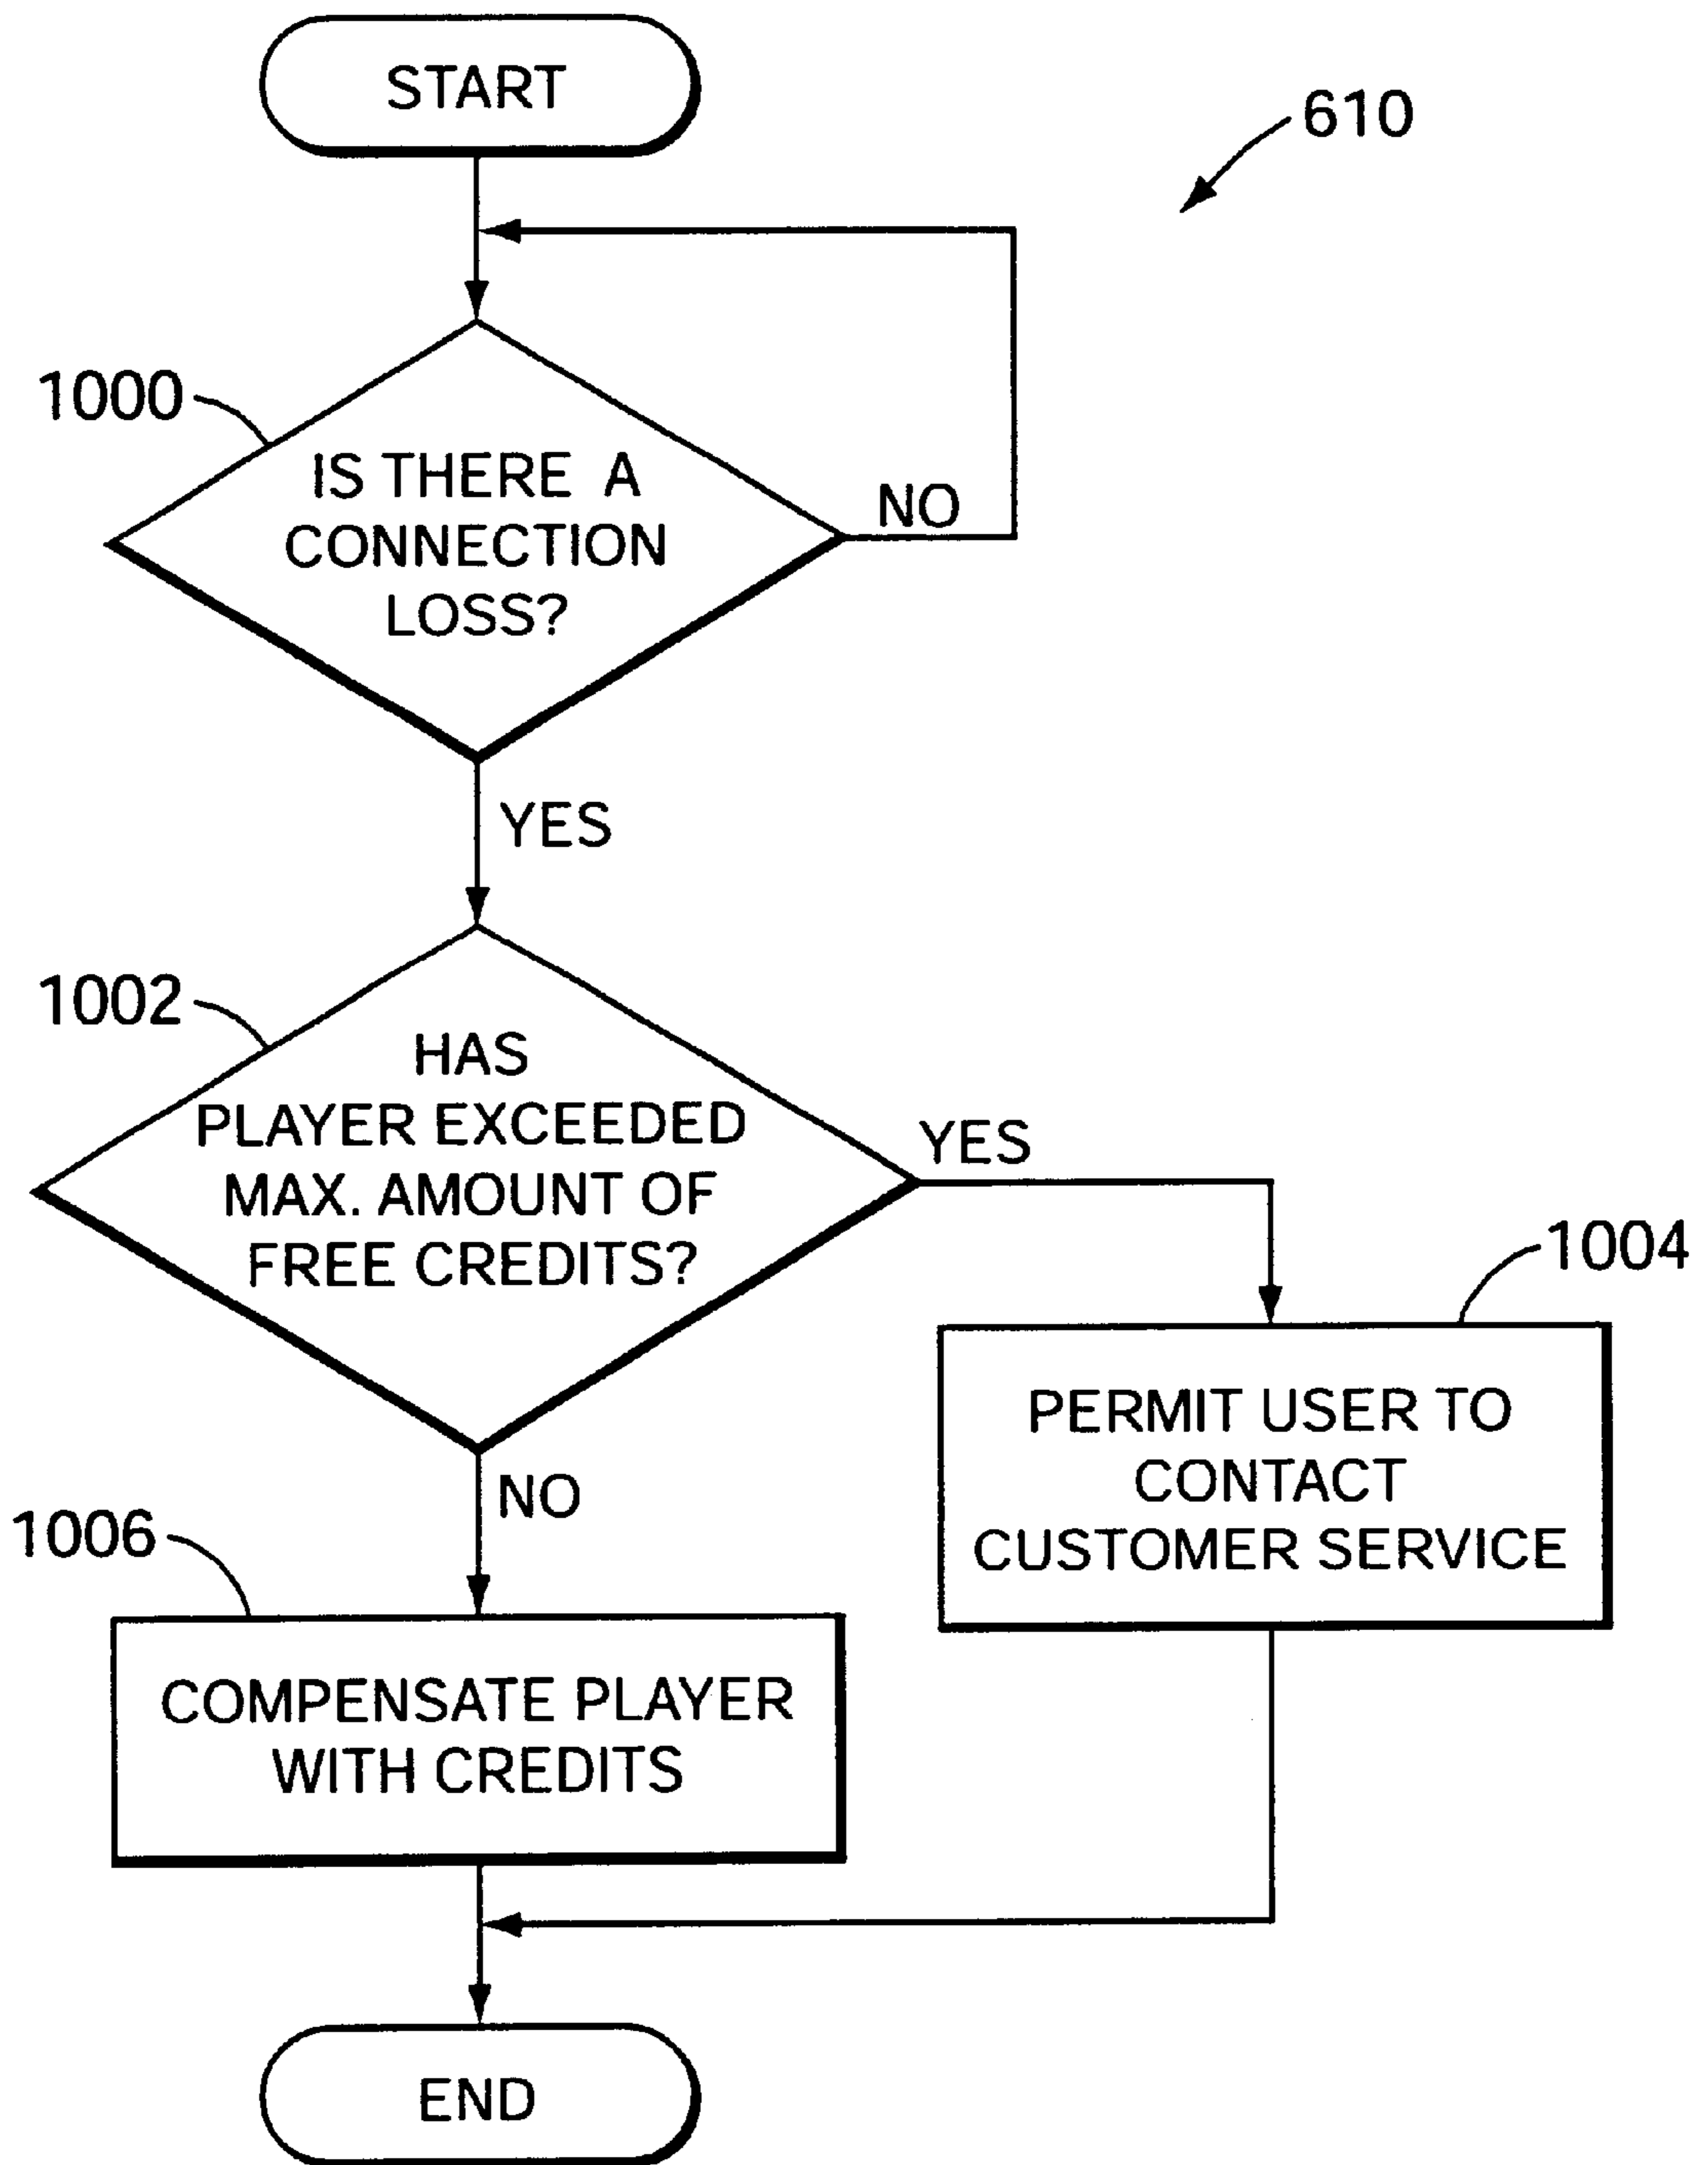 START
610
1000
IS THERE A
CONNECTION
LOSS?
NO
YES
1002
HAS
PLAYER EXCEEDED
MAX. AMOUNT OF
FREE CREDITS?
YES
1004
PERMIT USER TO
CONTACT
CUSTOMER SERVICE
NO
1006
COMPENSATE PLAYER
WITH CREDITS
END